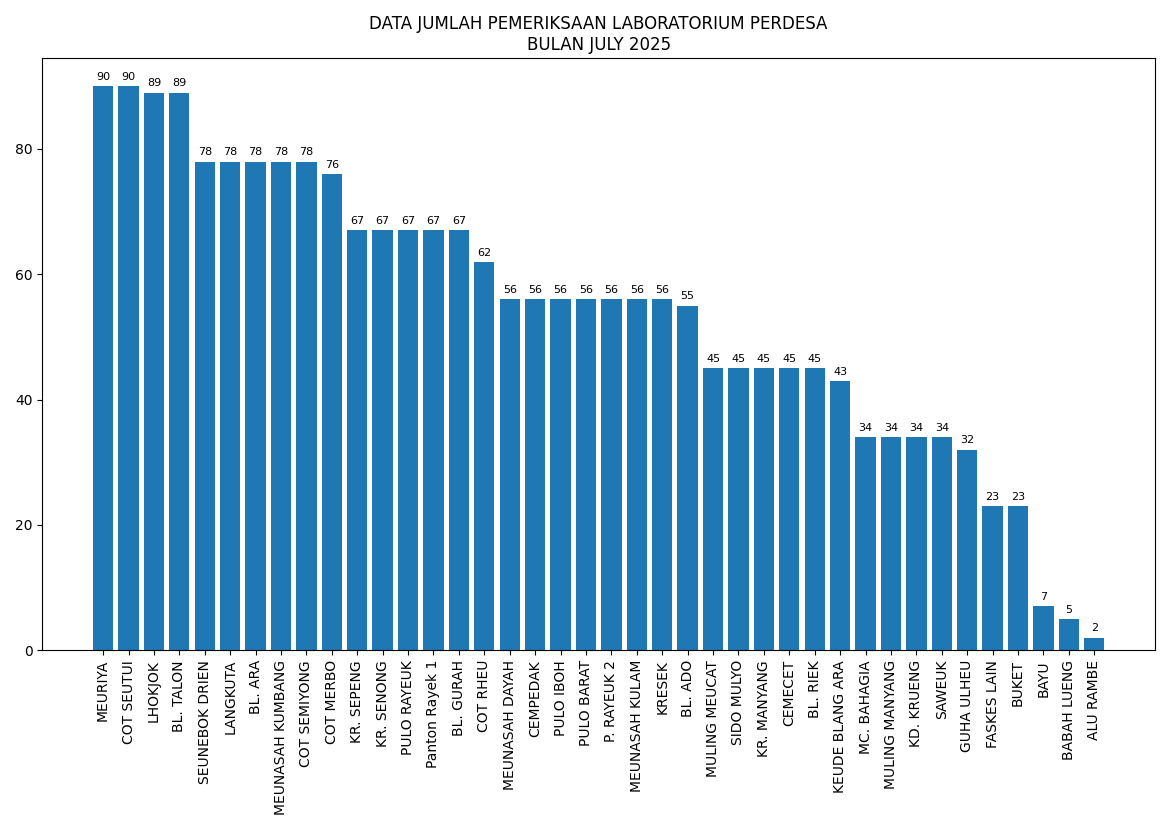 DATA JUMLAH PEMERIKSAAN LABORATORIUM PERDESA
BULAN JULY 2025
80
60
40
20
0
90
90
89
89
78
78
78
78
78
76
67
67
67
67
67
62
56
56
56
56
56
56
56
55
45
45
45
45
45
43
34
34
34
34
32
23
23
7
5
2
MEURIYA
COT SEUTUI
LHOKJOK
BL. TALON
SEUNEBOK DRIEN
LANGKUTA
BL. ARA
MEUNASAH KUMBANG
COT SEMIYONG
COT MERBO
KR. SEPENG
KR. SENONG
PULO RAYEUK
Panton Rayek 1
BL. GURAH
COT RHEU
MEUNASAH DAYAH
CEMPEDAK
PULO IBOH
PULO BARAT
P. RAYEUK 2
MEUNASAH KULAM
KRESEK
BL. ADO
MULING MEUCAT
SIDO MULYO
KR. MANYANG
CEMECET
BL. RIEK
KEUDE BLANG ARA
MC. BAHAGIA
MULING MANYANG
KD. KRUENG
SAWEUK
GUHA ULHEU
FASKES LAIN
BUKET
BAYU
BABAH LUENG
ALU RAMBE